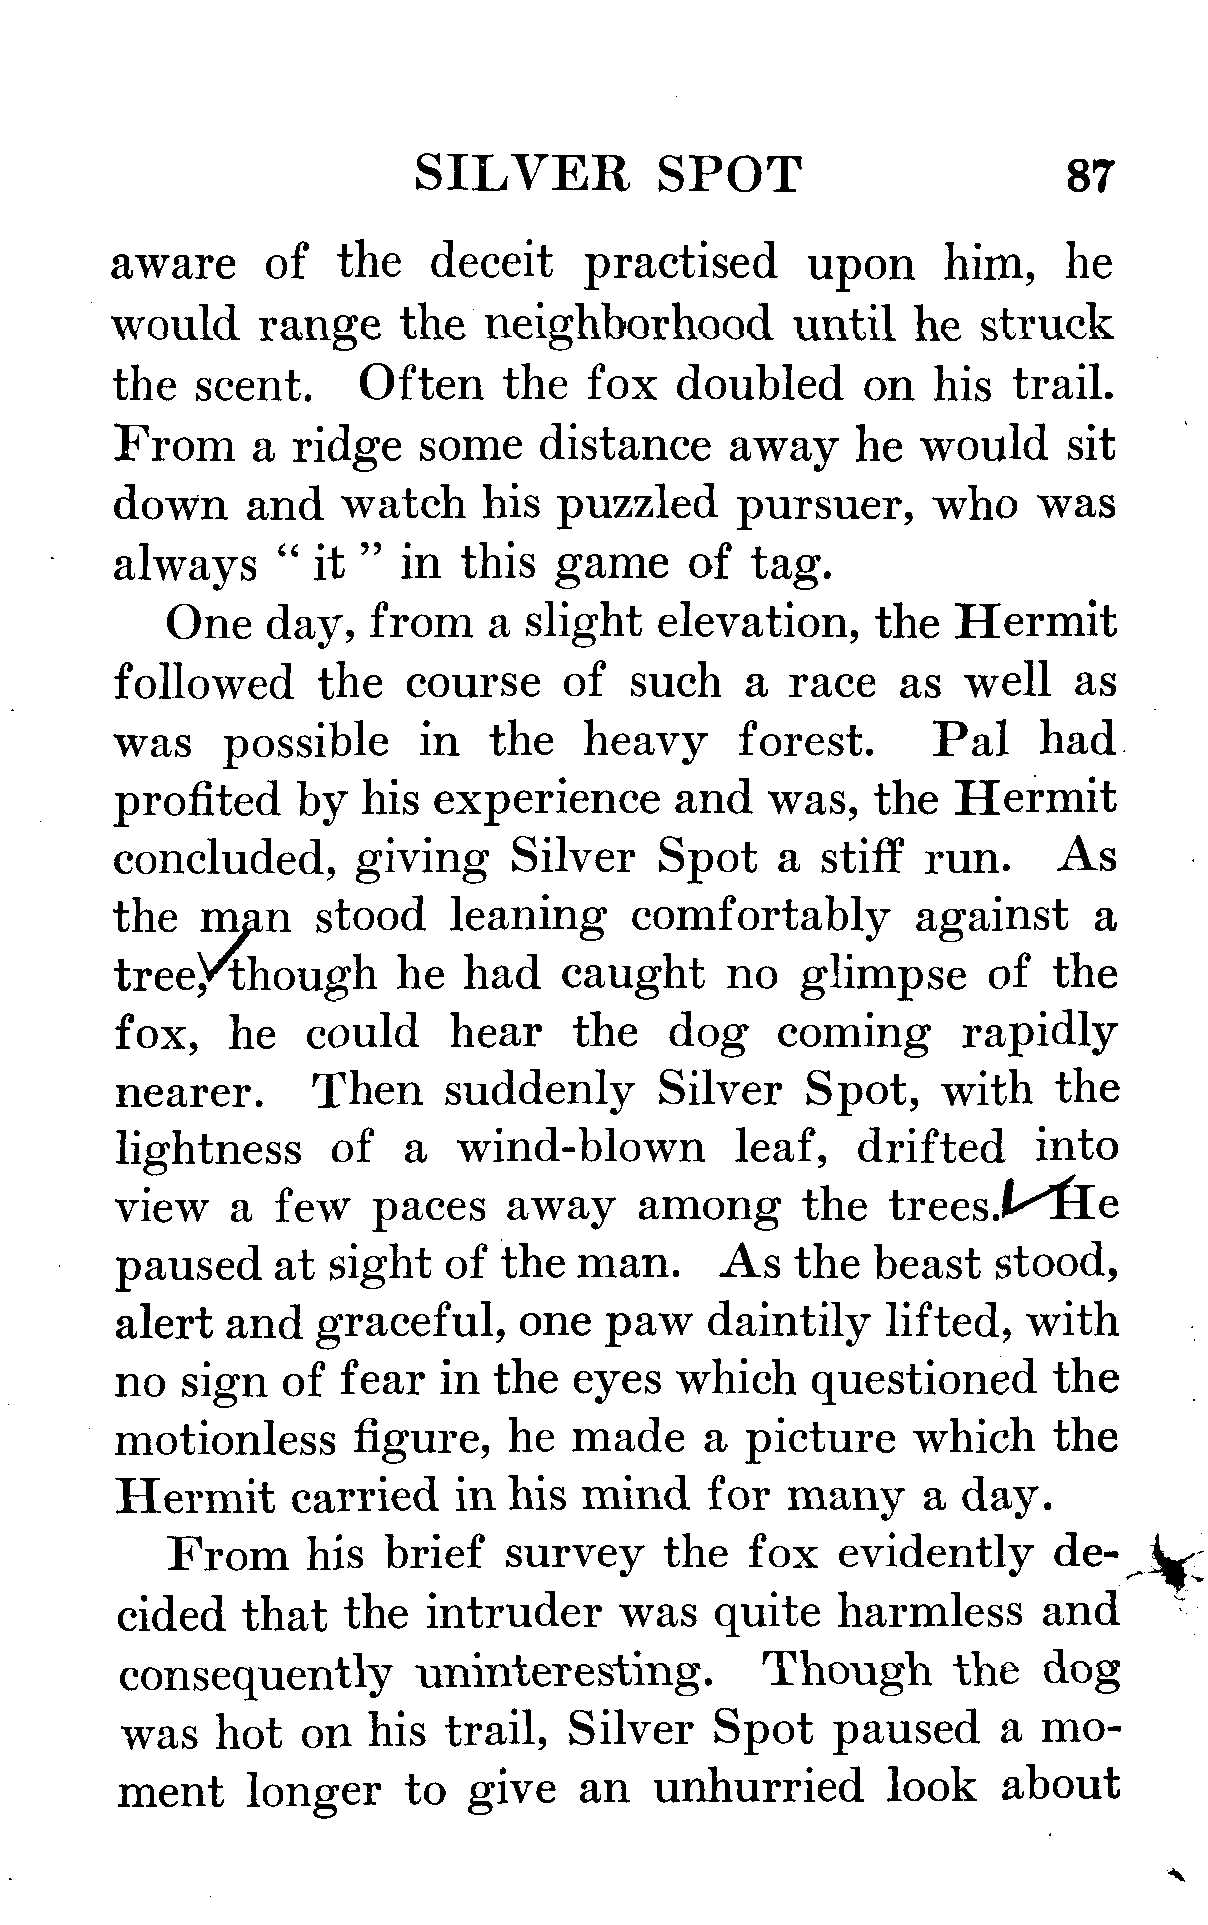 SILVER SPOT 87
aware of the deceit practised upon him, he
would range the neighborhood until he struck
the scent. Often the fox doubled on his trail.
From a ridge some distance away he would sit
down and watch his puzzled pursuer, who was
always “ it ” in this game of tag.
One day, from a slight elevation, the Hermit
followed the course of such a race as well as
was possible in the heavy forest. Pal had
profited by his experience and was, the Hermit
concluded, giving Silver Spot a stiff run. As
the man stood leaning comfortably against a
tree, though he had caught no glimpse of the
fox, he could hear the dog coming rapidly
nearer. Then suddenly Silver Spot, with the
lightness of a wind-blown leaf, drifted into
view a few paces away among the trees. He
paused at sight of the man. As the beast stood,
alert and graceful, one paw daintily lifted, with
no sign of fear in the eyes which questioned the
motionless figure, he made a picture which the
Hermit carried in his mind for many a day.
From his brief survey the fox evidently de-
cided that the intruder was quite harmless and
consequently uninteresting. Though the dog
was hot on his trail, Silver Spot paused a mo-
ment longer to give an unhurried look about